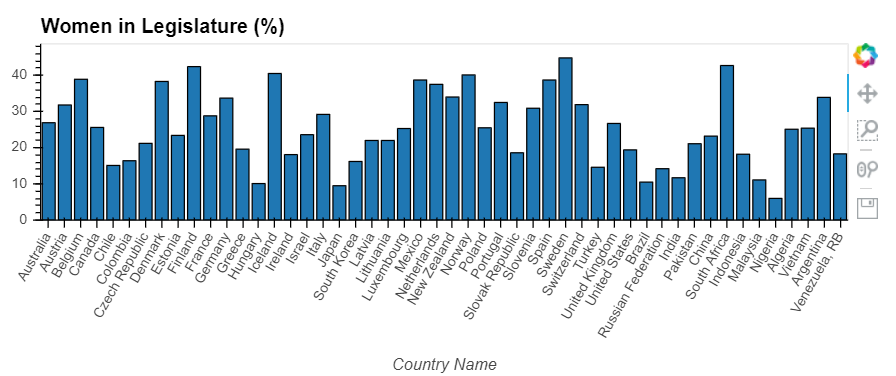 Women in Legislature (%)
40
30
20
10
0
Australia
Austria
Belgium
Canada
Chile
Colombia
Czech Republic
Denmark
Estonia
Finland
France
Germany
Greece
Hungary
Iceland
Ireland
Israel
Italy
Japan
South Korea
Latvia
Lithuania
Luxembourg
Mexico
Netherlands
New Zealand
Norway
Poland
Portugal
Slovak Republic
Slovenia
Spain
Sweden
Switzerland
Turkey
United Kingdom
United States
Brazil
Russian Federation
India
Pakistan
China
South Africa
Indonesia
Malaysia
Nigeria
Algeria
Vietnam
Argentina
Venezuela, RB
Country Name